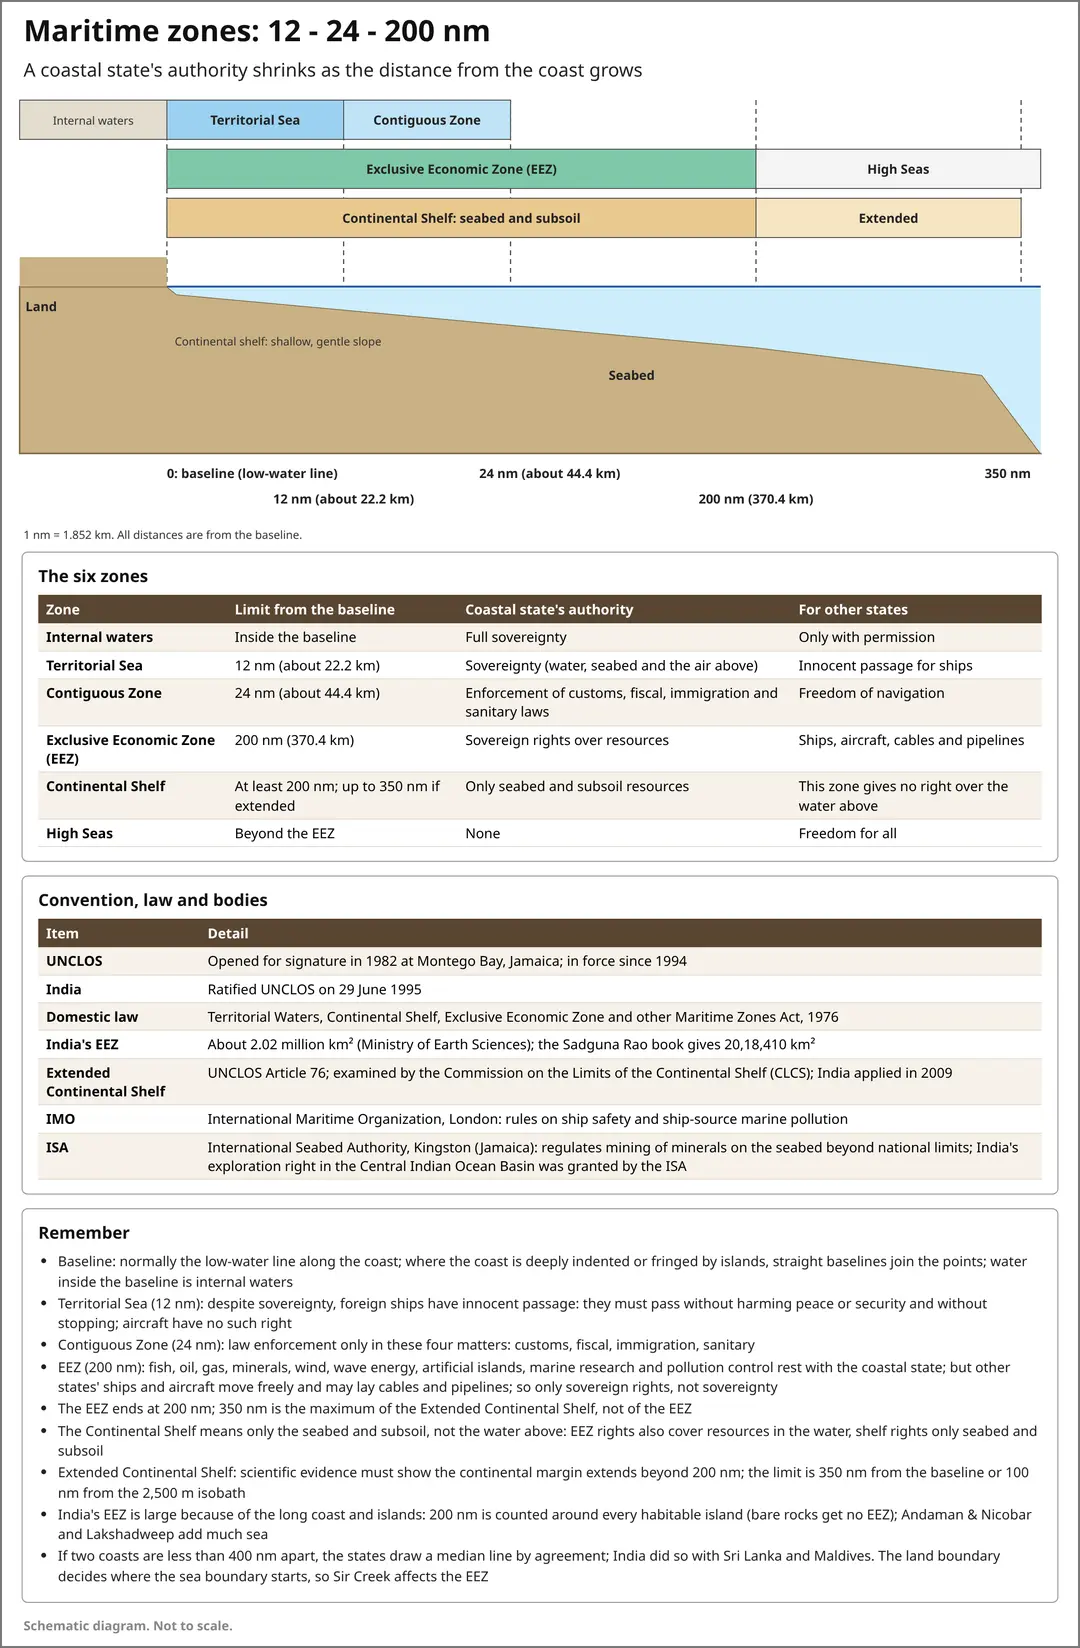 Maritime zones: 12 - 24 - 200 nm
A coastal state's authority shrinks as the distance from the coast grows
Internal waters
Territorial Sea
Contiguous Zone
Exclusive Economic Zone (EEZ)
High Seas
Continental Shelf: seabed and subsoil
Extended
Land
Continental shelf: shallow, gentle slope
Seabed
0: baseline (low-water line)
24 nm (about 44.4 km)
350 nm
12 nm (about 22.2 km)
200 nm (370.4 km)
1 nm = 1.852 km. All distances are from the baseline.
The six zones
Zone Limit from the baseline Coastal state's authority For other states
Internal waters Inside the baseline Full sovereignty Only with permission
Territorial Sea 12 nm (about 22.2 km) Sovereignty (water, seabed and the air above) Innocent passage for ships
Contiguous Zone 24 nm (about 44.4 km) Enforcement of customs, fiscal, immigration and Freedom of navigation
sanitary laws
Exclusive Economic Zone 200 nm (370.4 km) Sovereign rights over resources Ships, aircraft, cables and pipelines
(EEZ)
Continental Shelf At least 200 nm; up to 350 nm if Only seabed and subsoil resources This zone gives no right over the
extended water above
High Seas Beyond the EEZ None Freedom for all
Convention, law and bodies
Item Detail
UNCLOS Opened for signature in 1982 at Montego Bay, Jamaica; in force since 1994
India Ratified UNCLOS on 29 June 1995
Domestic law Territorial Waters, Continental Shelf, Exclusive Economic Zone and other Maritime Zones Act, 1976
India's EEZ About 2.02 million km² (Ministry of Earth Sciences); the Sadguna Rao book gives 20,18,410 km²
Extended UNCLOS Article 76; examined by the Commission on the Limits of the Continental Shelf (CLCS); India applied in 2009
Continental Shelf
IMO International Maritime Organization, London: rules on ship safety and ship-source marine pollution
ISA International Seabed Authority, Kingston (Jamaica): regulates mining of minerals on the seabed beyond national limits; India's
exploration right in the Central Indian Ocean Basin was granted by the ISA
Remember
• Baseline: normally the low-water line along the coast; where the coast is deeply indented or fringed by islands, straight baselines join the points; water
inside the baseline is internal waters
• Territorial Sea (12 nm): despite sovereignty, foreign ships have innocent passage: they must pass without harming peace or security and without
stopping; aircraft have no such right
• Contiguous Zone (24 nm): law enforcement only in these four matters: customs, fiscal, immigration, sanitary
• EEZ (200 nm): fish, oil, gas, minerals, wind, wave energy, artificial islands, marine research and pollution control rest with the coastal state; but other
states' ships and aircraft move freely and may lay cables and pipelines; so only sovereign rights, not sovereignty
• The EEZ ends at 200 nm; 350 nm is the maximum of the Extended Continental Shelf, not of the EEZ
• The Continental Shelf means only the seabed and subsoil, not the water above: EEZ rights also cover resources in the water, shelf rights only seabed and
subsoil
• Extended Continental Shelf: scientific evidence must show the continental margin extends beyond 200 nm; the limit is 350 nm from the baseline or 100
nm from the 2,500 m isobath
• India's EEZ is large because of the long coast and islands: 200 nm is counted around every habitable island (bare rocks get no EEZ); Andaman & Nicobar
and Lakshadweep add much sea
• If two coasts are less than 400 nm apart, the states draw a median line by agreement; India did so with Sri Lanka and Maldives. The land boundary
decides where the sea boundary starts, so Sir Creek affects the EEZ
Schematic diagram. Not to scale.